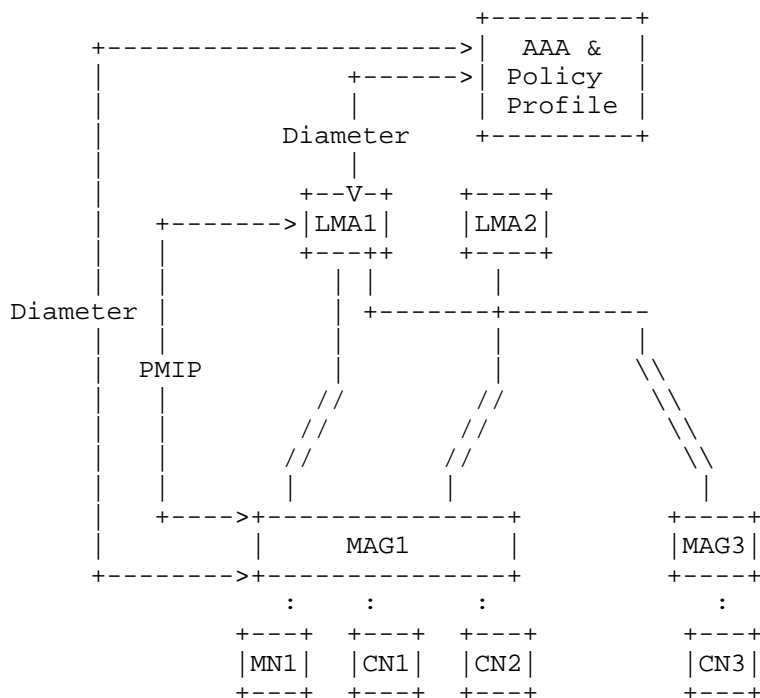 AAA &
Policy
Profile
Diameter
LMA1 LMA2
Diameter
PMIP
MAG1 MAG3
MN1 CN1 CN2 CN3